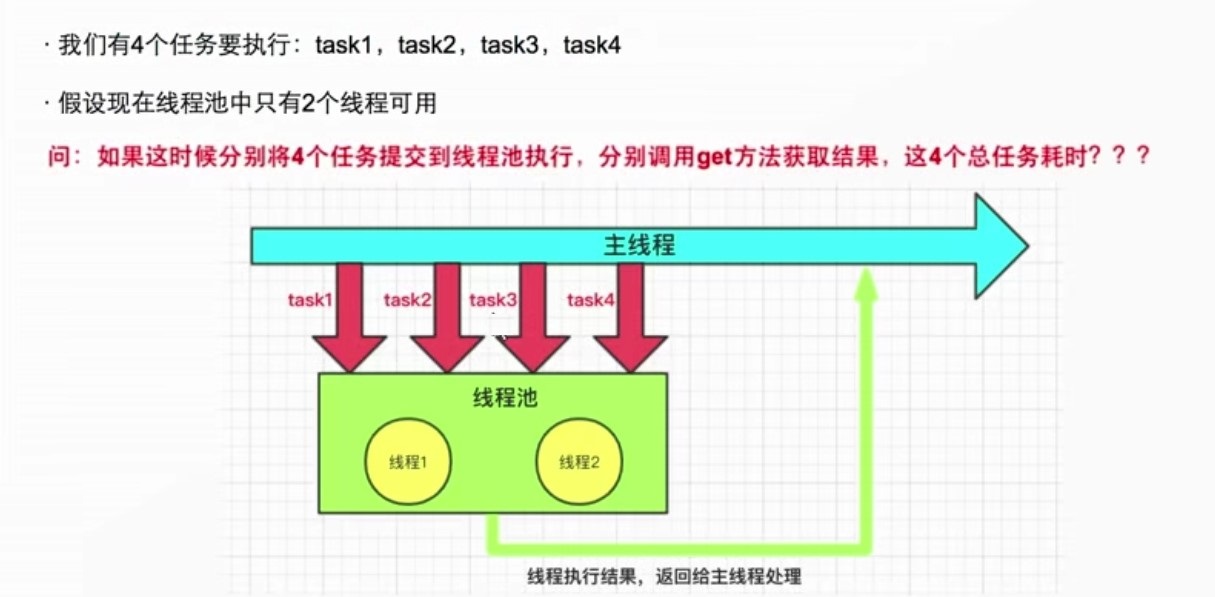 · 我们有4个任务要执行：task1，task2，task3，task4
· 假设现在线程池中只有2个线程可用
问：如果这时候分别将4个任务提交到线程池执行，分别调用get方法获取结果，这4个总任务耗时？？？
主线程
task1 task2 task3 task4
线程池
线程1 线程2
线程执行结果，返回给主线程处理